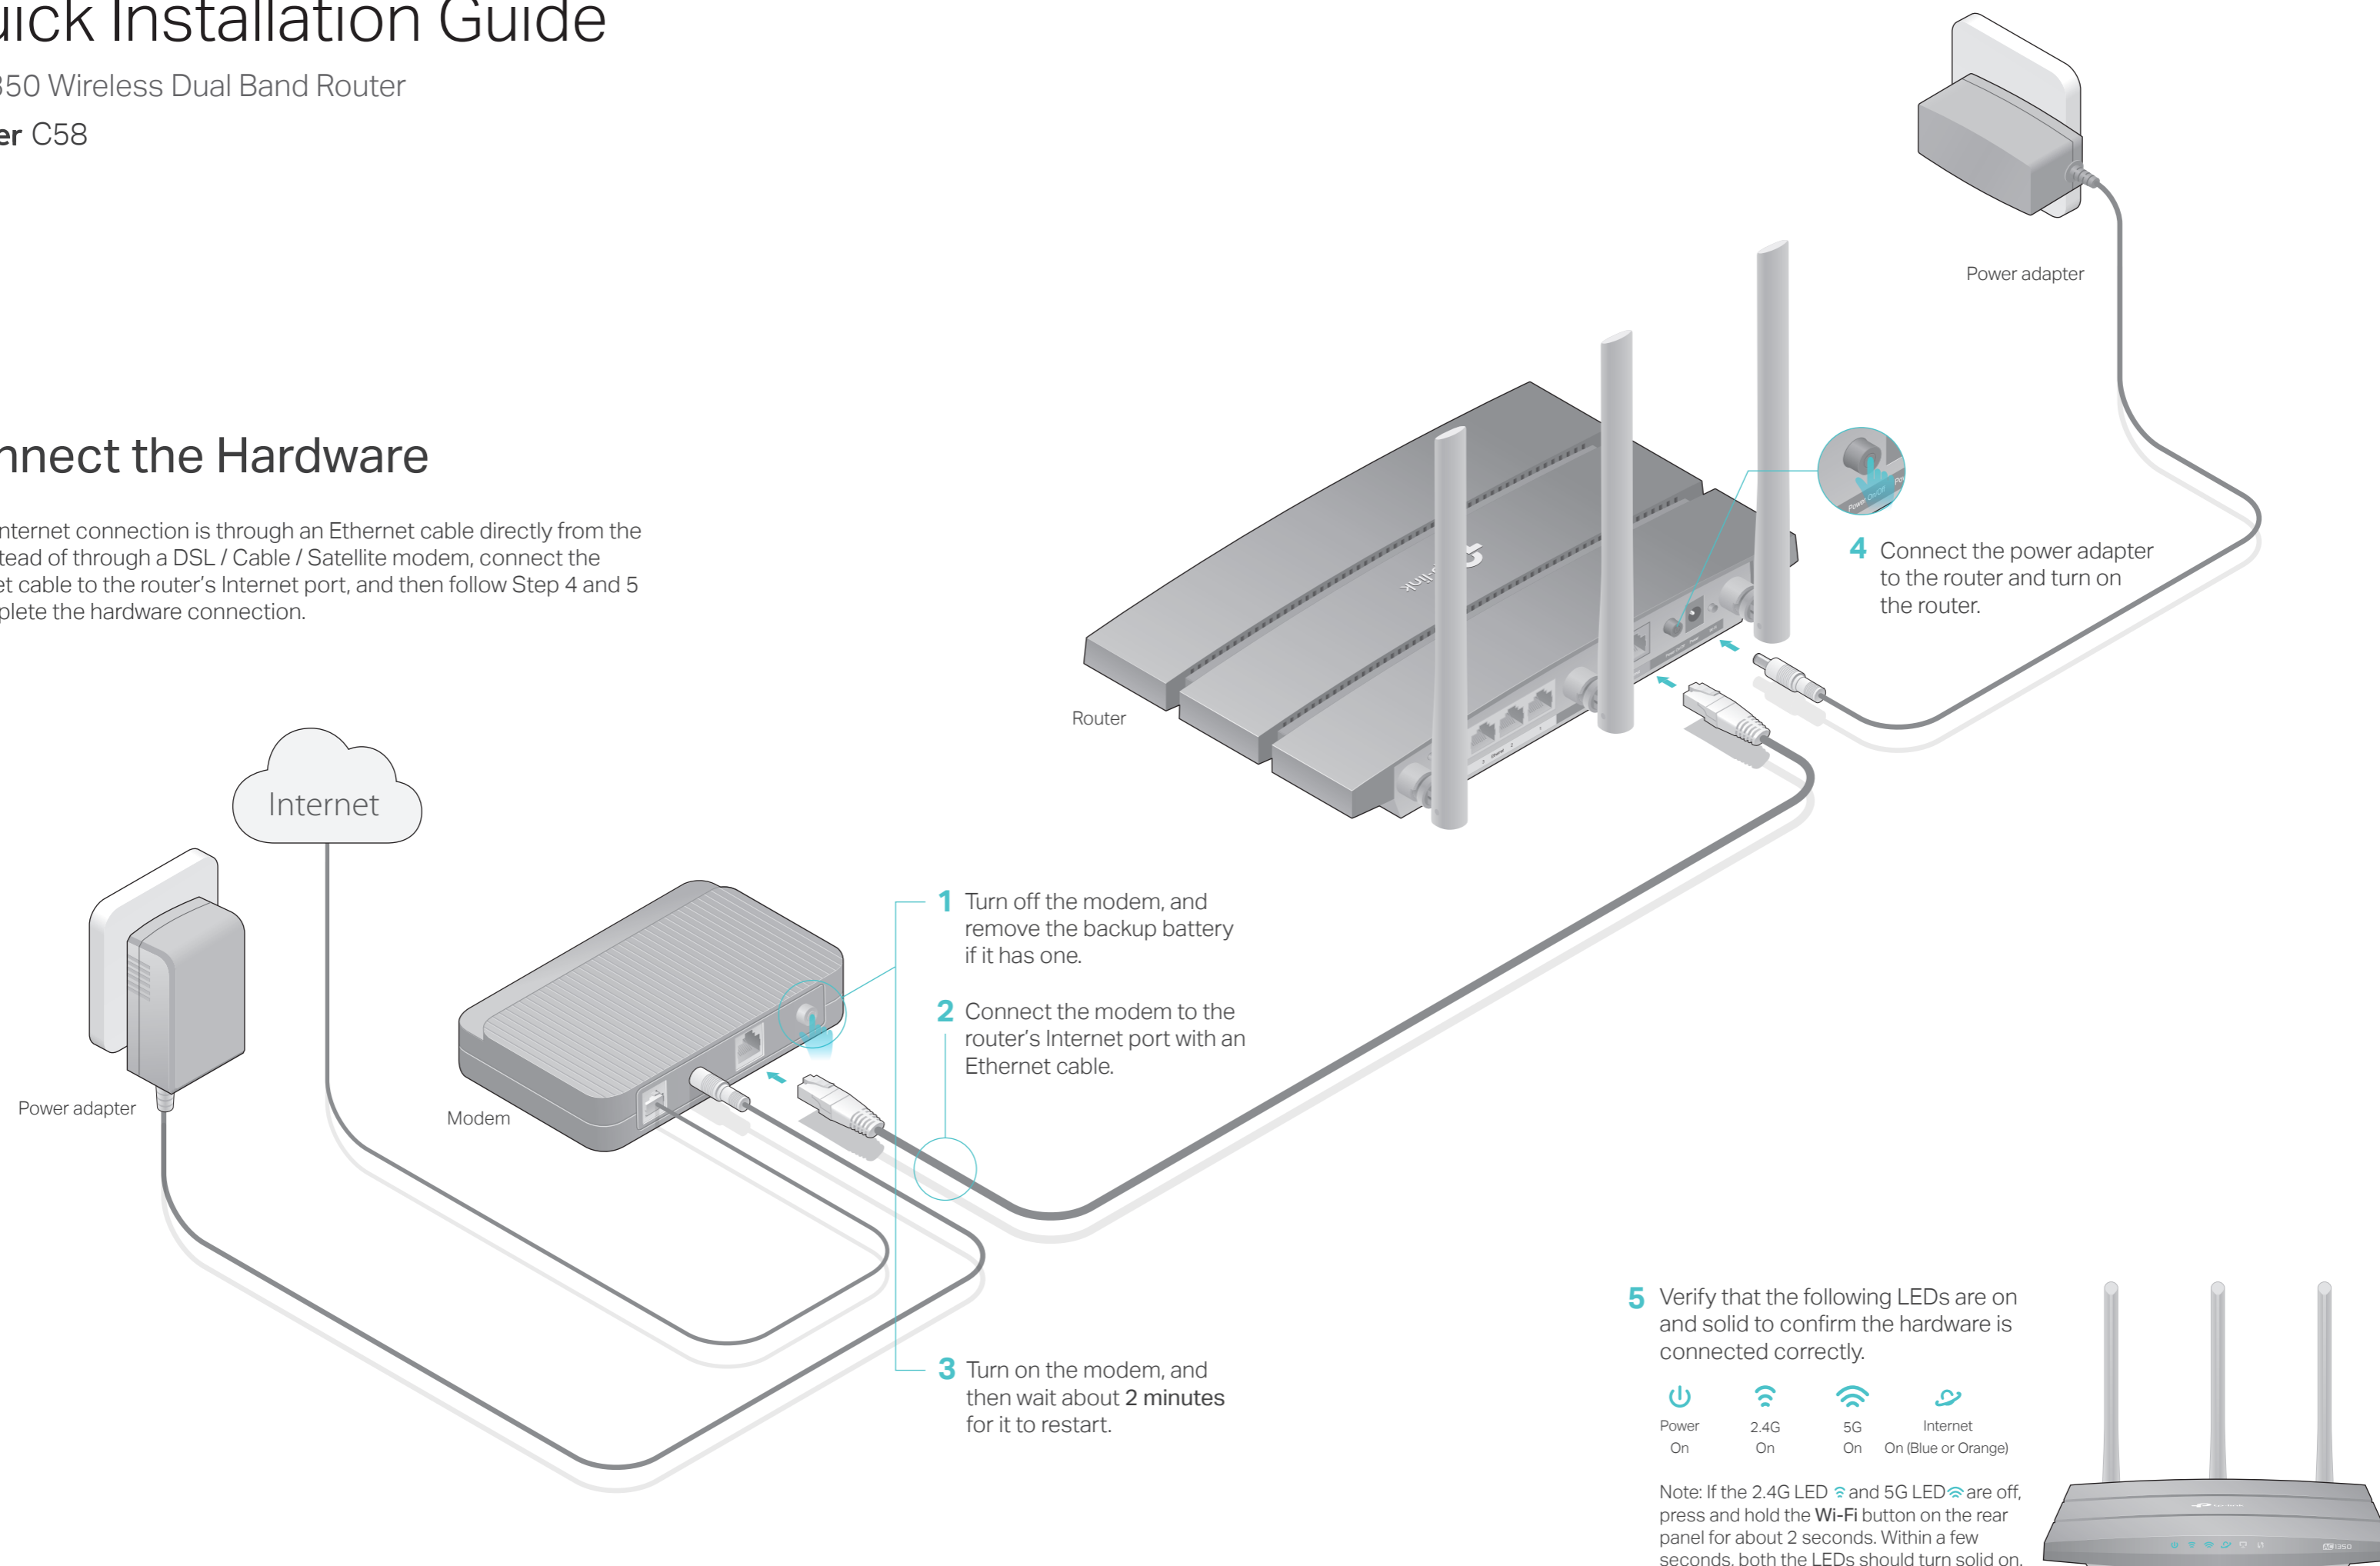 uick Installation Guide
350 Wireless Dual Band Router
er C58
nnect the Hardware
nternet connection is through an Ethernet cable directly from the
tead of through a DSL / Cable / Satellite modem, connect the
et cable to the router's Internet port, and then follow Step 4 and 5
plete the hardware connection.
Power adapter
Power On/Off
tp-link
4 Connect the power adapter
to the router and turn on
the router.
Router
Internet
1 Turn off the modem, and
remove the backup battery
if it has one.
2 Connect the modem to the
router's Internet port with an
Ethernet cable.
Power adapter
Modem
3 Turn on the modem, and
then wait about 2 minutes
for it to restart.
5 Verify that the following LEDs are on
and solid to confirm the hardware is
connected correctly.
Power 2.4G 5G Internet
On On On On (Blue or Orange)
Note: If the 2.4G LED and 5G LED are off,
press and hold the Wi-Fi button on the rear
panel for about 2 seconds. Within a few
seconds, both the LEDs should turn solid on.
tp-link
AC1350